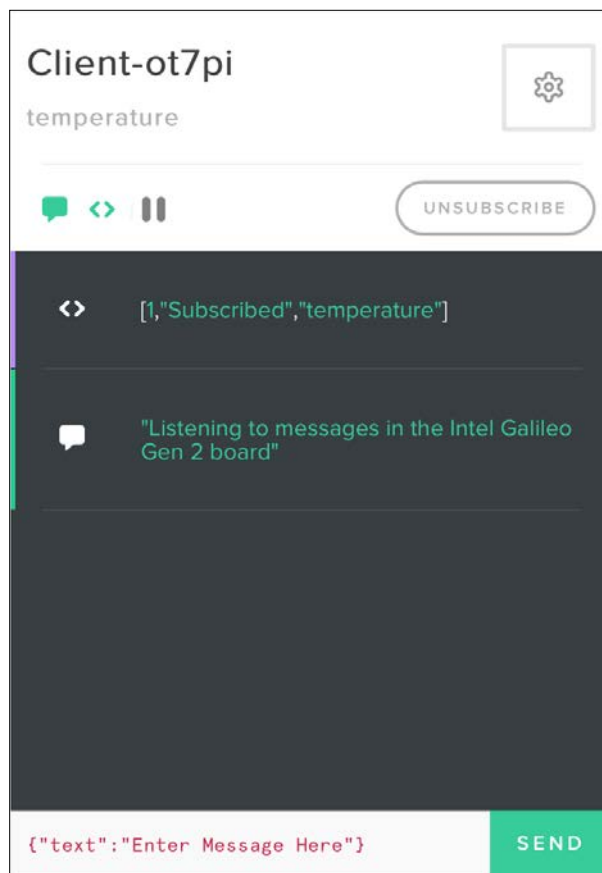 Client-ot7pi
temperature
UNSUBSCRIBE
[1,"Subscribed","temperature"]
"Listening to messages in the Intel Galileo
Gen 2 board"
{"text":"Enter Message Here"}
SEND